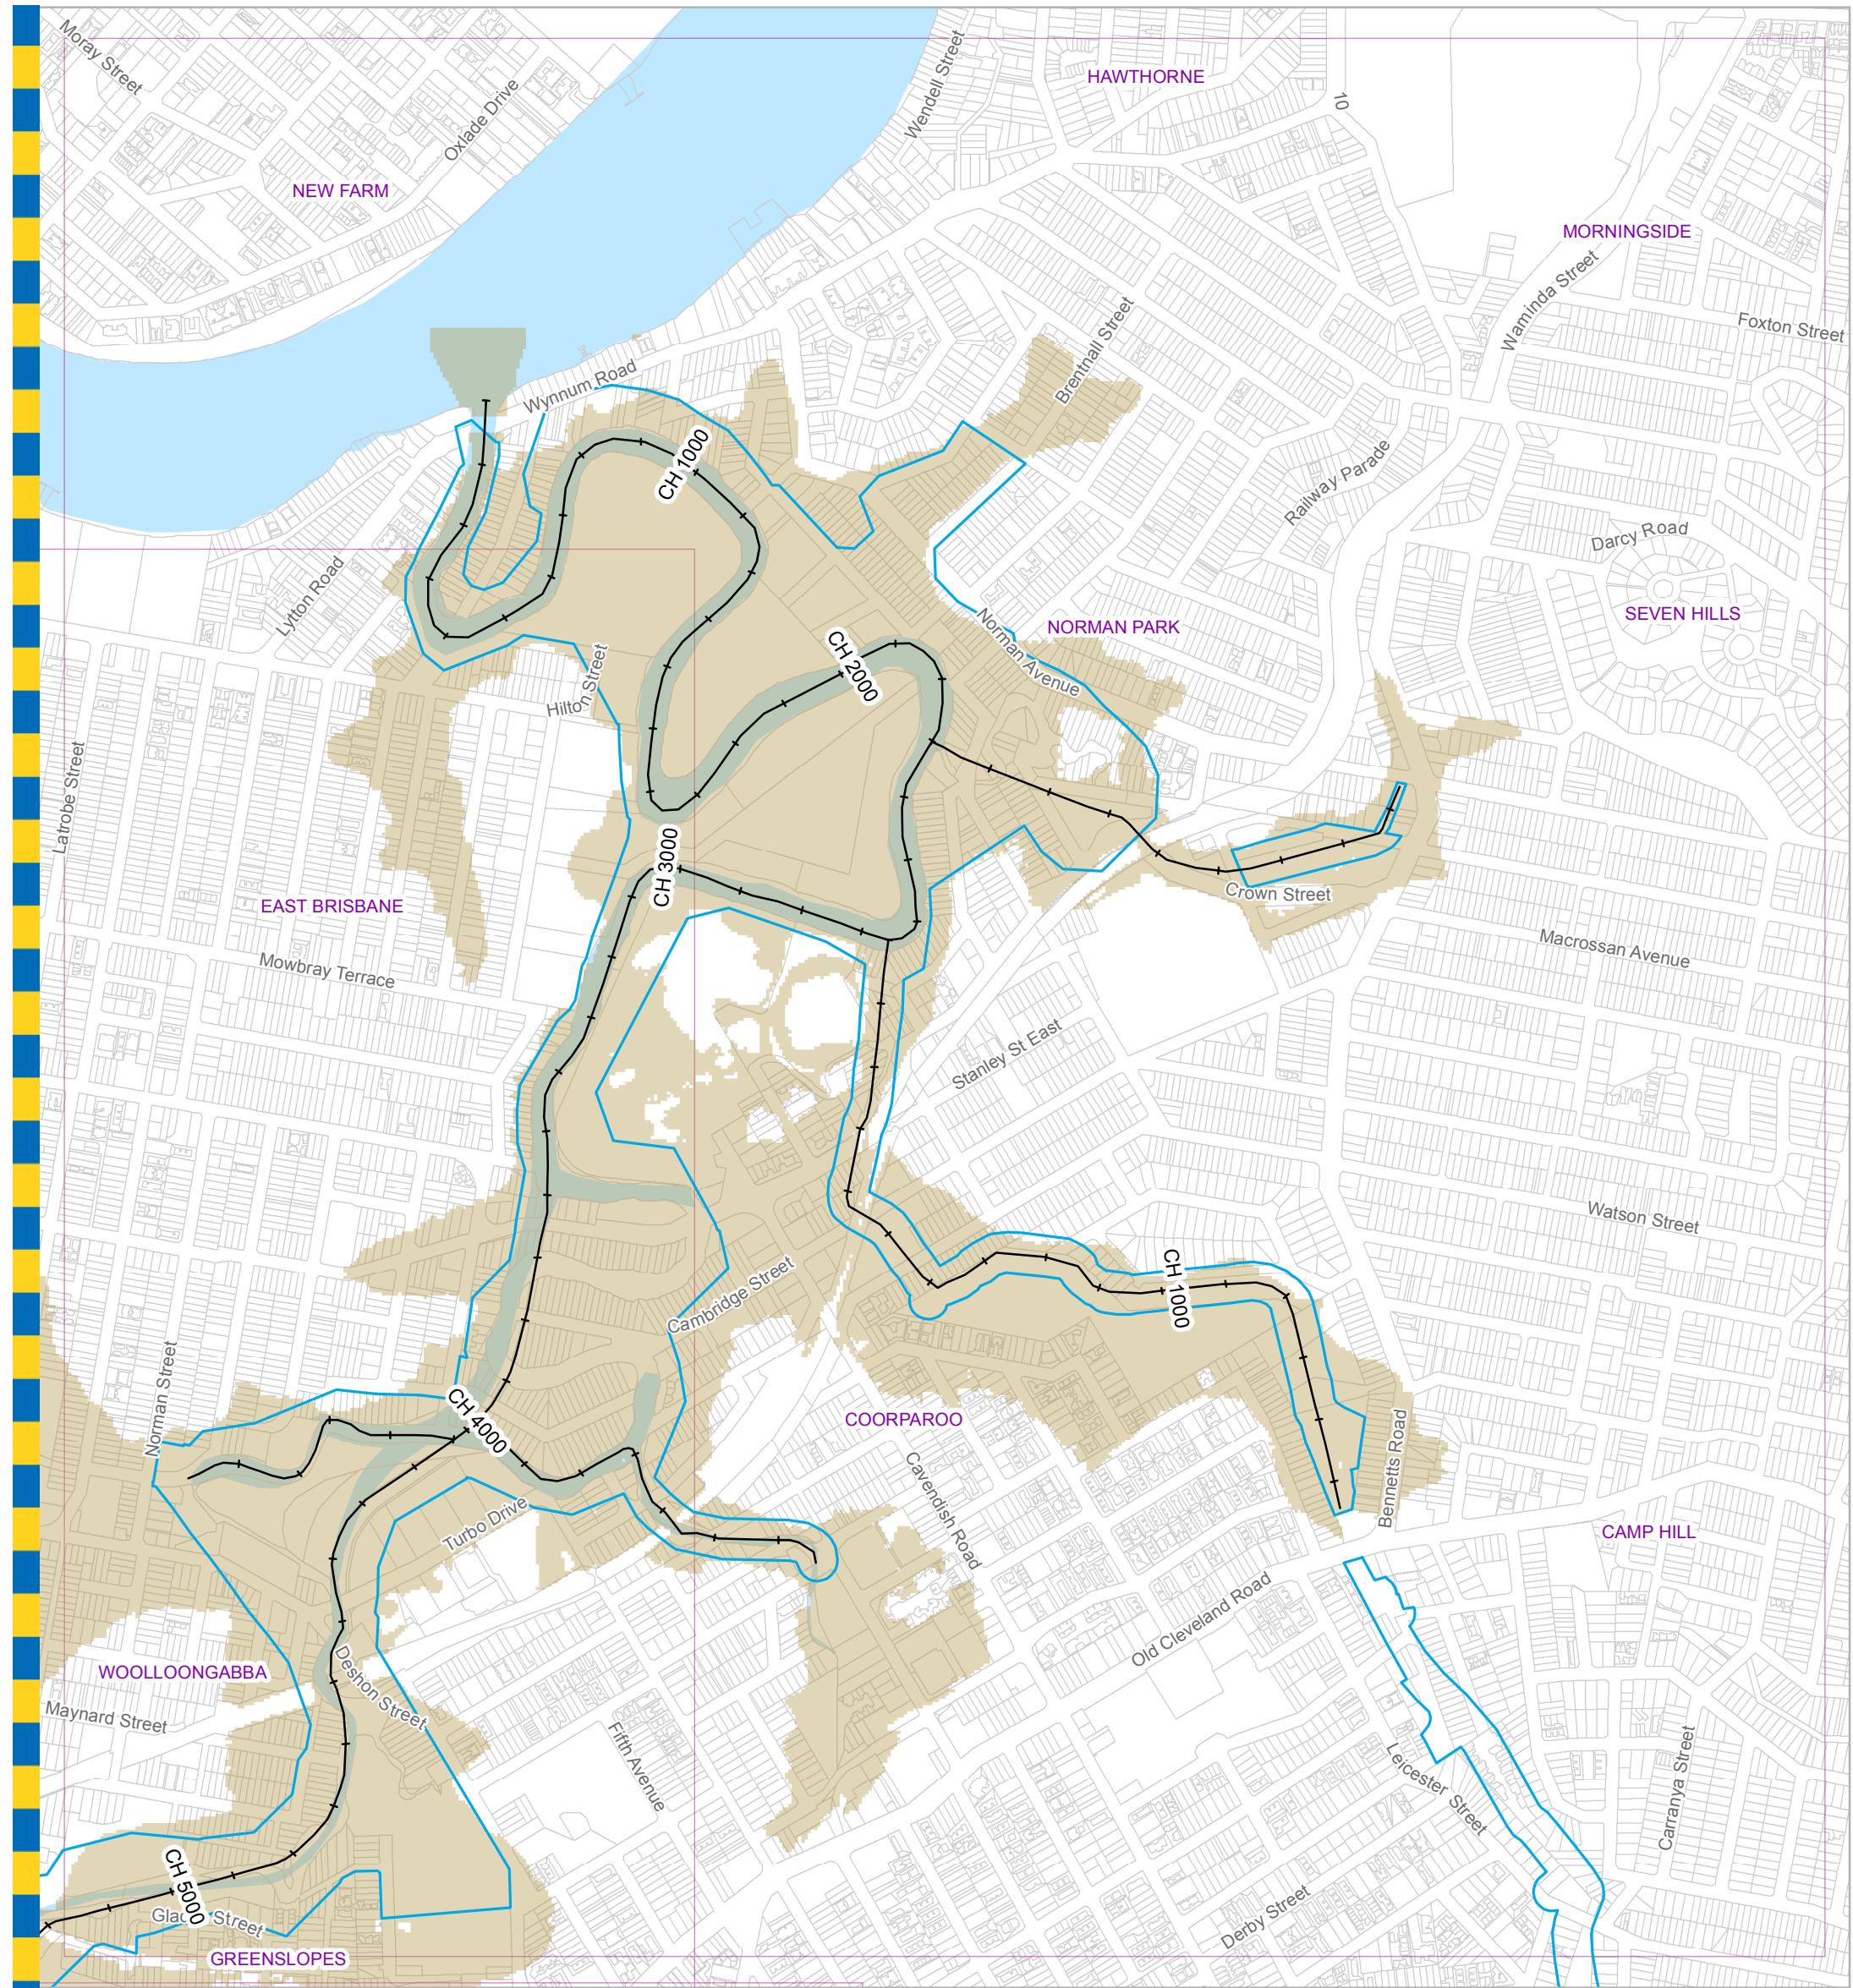 Moray Street
Oxlade Drive
Wendell Street
HAWTHORNE
10
NEW FARM
MORNINGSIDE
Waminda Street
Foxton Street
Wynnum Road
Brentnall Street
CH 1000
Railway Parade
Darcy Road
Lytton Road
SEVEN HILLS
NORMAN PARK
Norman Avenue
CH 2000
Hilton Street
Latrobe Street
CH 3000
Crown Street
EAST BRISBANE
Macrossan Avenue
Mowbray Terrace
Stanley St East
Watson Street
CH 1000
Cambridge Street
Norman Street
CH 4000
COORPAROO
Bennetts Road
Cavendish Road
Turbo Drive
CAMP HILL
Old Cleveland Road
WOOLLOONGABBA
Deshon Street
Maynard Street
Fifth Avenue
Leicester Street
Carranya Street
CH 5000
Street
Derby Street
GREENSLOPES